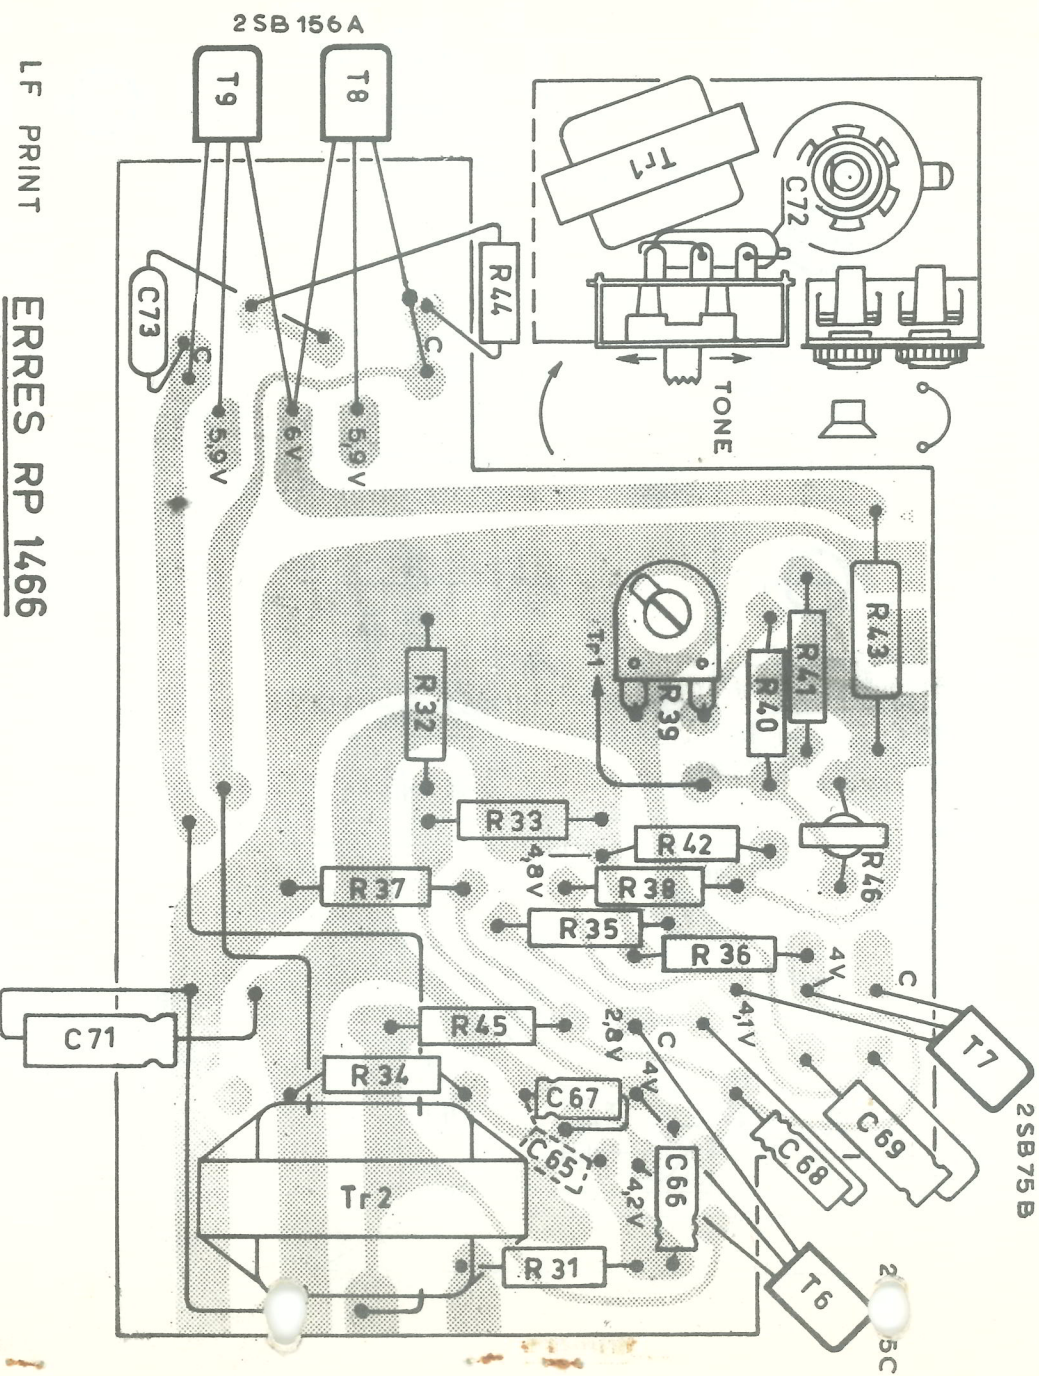 2SB156A
T9
T8
LF PRINT
ERRES RP 1466
Tr1
C72
TONE
R44
C73
C
C
5,9V
6V
5,9V
R43
R41
R40
R39
Tr1
R32
R33
R42
4,8V
R46
R37
R38
R35
R36
4V
C
4,1V
T7
2SB75B
C71
R45
2,8V
C
4V
R34
C67
C65
C69
C68
C66
4,2V
Tr2
R31
T6
2
5C